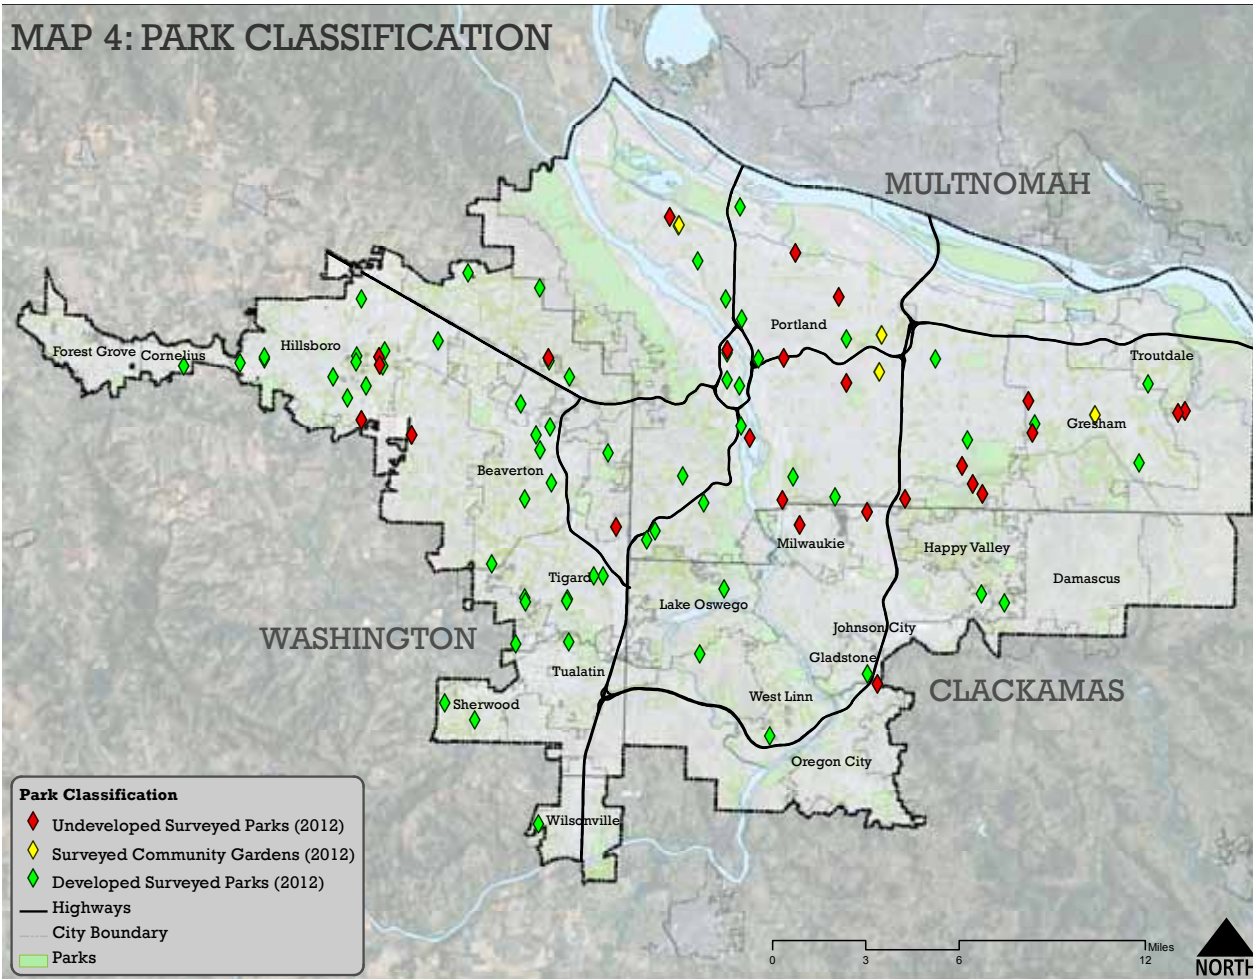 MAP 4: PARK CLASSIFICATION
MULTNOMAH
Portland
Forest Grove
Cornelius
Hillsboro
Troutdale
Gresham
Beaverton
Milwaukie
Happy Valley
Damascus
Tigard
Lake Oswego
WASHINGTON
Johnson City
Gladstone
Tualatin
CLACKAMAS
West Linn
Sherwood
Oregon City
Wilsonville
Park Classification
Undeveloped Surveyed Parks (2012)
Surveyed Community Gardens (2012)
Developed Surveyed Parks (2012)
Highways
City Boundary
Parks
Miles
0 3 6 12
NORTH